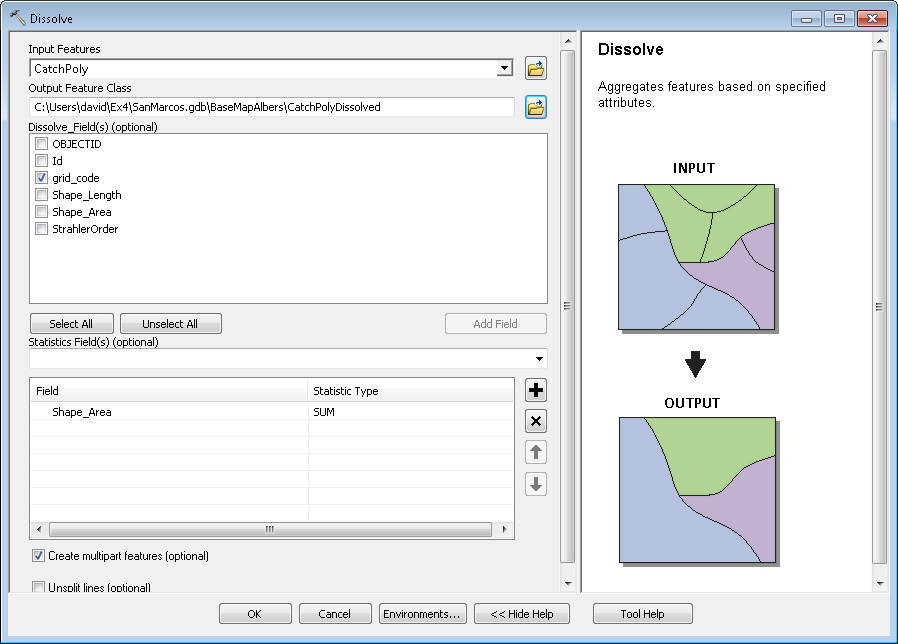 Dissolve
Input Features
CatchPoly
Output Feature Class
C:\Users\david\Ex4\SanMarcos.gdb\BaseMapAlbers\CatchPolyDissolved
Dissolve_Field(s) (optional)
OBJECTID
Id
grid_code
Shape_Length
Shape_Area
StrahlerOrder
Select All
Unselect All
Add Field
Statistics Field(s) (optional)
Field
Statistic Type
Shape_Area
SUM
Create multipart features (optional)
Unsplit lines (optional)
Dissolve
Aggregates features based on specified
attributes.
INPUT
OUTPUT
OK
Cancel
Environments...
<< Hide Help
Tool Help